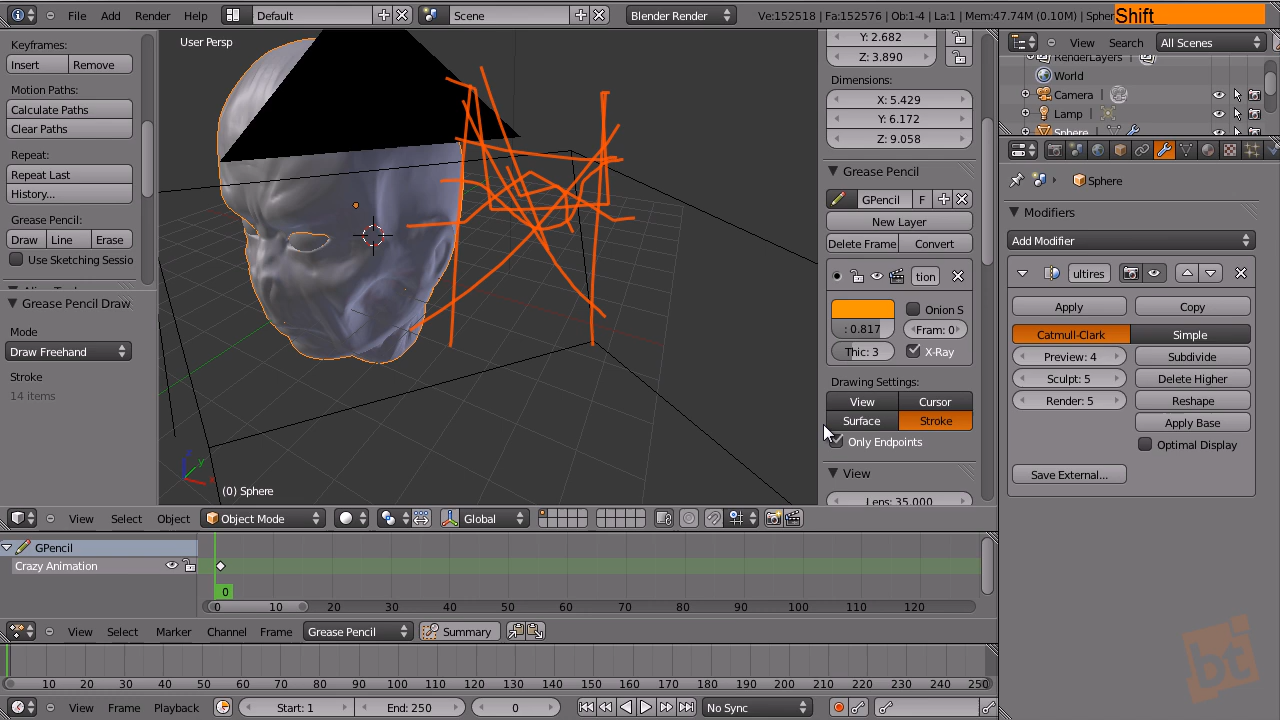 File Add Render Help Default Scene Blender Render Ve:152518 | Fa:152576 | Ob:1-4 | La:1 | Mem:47.74M (0.10M) | Spher
Shift_
Keyframes:
Insert Remove
Motion Paths:
Calculate Paths
Clear Paths
Repeat:
Repeat Last
History...
Grease Pencil:
Draw Line Erase
Use Sketching Sessio
Grease Pencil Draw
Mode
Draw Freehand
Stroke
14 items
User Persp
(0) Sphere
Y: 2.682
Z: 3.890
Dimensions:
X: 5.429
Y: 6.172
Z: 9.058
Grease Pencil
GPencil F
New Layer
Delete Frame Convert
tion
Onion S
: 0.817 Fram: 0
Thic: 3 X-Ray
Drawing Settings:
View Cursor
Surface Stroke
Only Endpoints
View
Lens: 35.000
View Search All Scenes
RenderLayers
World
Camera
Lamp
Sphere
Sphere
Modifiers
Add Modifier
ultires
Apply Copy
Catmull-Clark Simple
Preview: 4 Subdivide
Sculpt: 5 Delete Higher
Render: 5 Reshape
Apply Base
Optimal Display
Save External...
View Select Object Object Mode Global
GPencil
Crazy Animation
0
0 10 20 30 40 50 60 70 80 90 100 110 120
View Select Marker Channel Frame Grease Pencil Summary
10 20 30 40 50 60 70 80 90 100 110 120 130 140 150 160 170 180 190 200 210 220 230 240 250
View Frame Playback Start: 1 End: 250 0 No Sync
bt